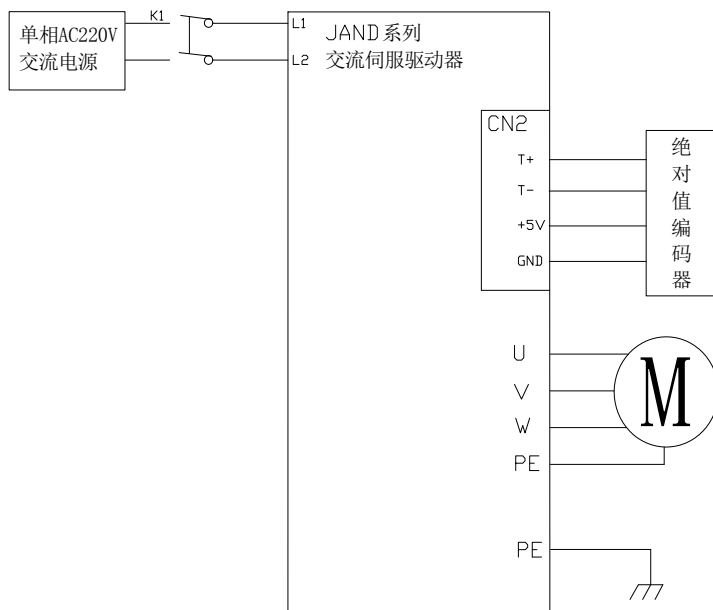 单相AC220V
交流电源
K1
L1
L2
JAND系列
交流伺服驱动器
CN2
T+
T-
+5V
GND
绝
对
值
编
码
器
U
V
W
PE
M
PE